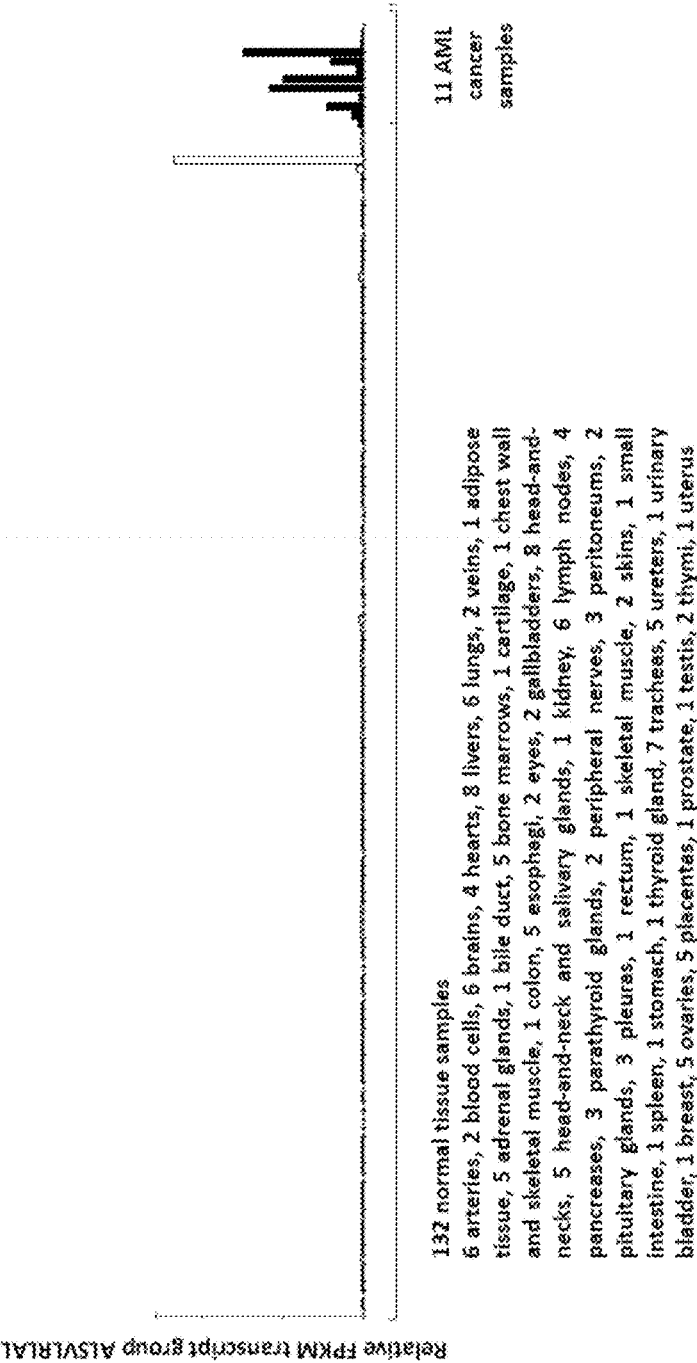 Relative FPKM transcript group ALSVLRLAL
132 normal tissue samples
6 arteries, 2 blood cells, 6 brains, 4 hearts, 8 livers, 6 lungs, 2 veins, 1 adipose
tissue, 5 adrenal glands, 1 bile duct, 5 bone marrows, 1 cartilage, 1 chest wall
and skeletal muscle, 1 colon, 5 esophagi, 2 eyes, 2 gallbladders, 8 head-and-
necks, 5 head-and-neck and salivary glands, 1 kidney, 6 lymph nodes, 4
pancreases, 3 parathyroid glands, 2 peripheral nerves, 3 peritoneums, 2
pituitary glands, 3 pleuras, 1 rectum, 1 skeletal muscle, 2 skins, 1 small
intestine, 1 spleen, 1 stomach, 1 thyroid gland, 7 tracheas, 5 ureters, 1 urinary
bladder, 1 breast, 5 ovaries, 5 placentas, 1 prostate, 1 testis, 2 thymi, 1 uterus
11 AML
cancer
samples